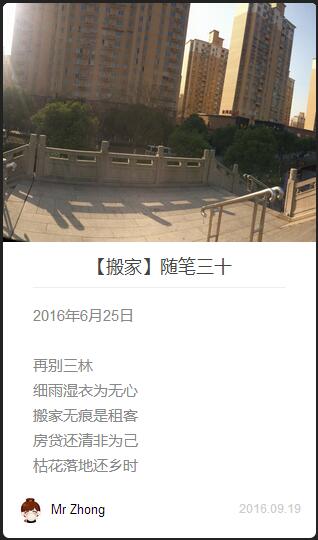 【搬家】随笔三十
2016年6月25日
再别三林
细雨湿衣为无心
搬家无痕是租客
房贷还清非为己
枯花落地还乡时
Mr Zhong
2016.09.19